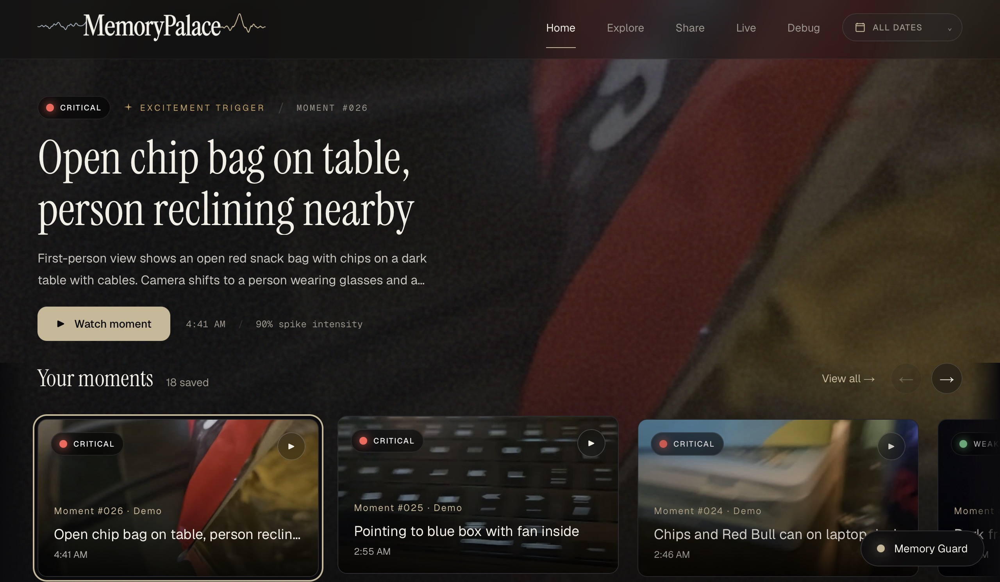 MemoryPalace
Home
Explore
Share
Live
Debug
ALL DATES
CRITICAL
EXCITEMENT TRIGGER / MOMENT #026
Open chip bag on table,
person reclining nearby
First-person view shows an open red snack bag with chips on a dark
table with cables. Camera shifts to a person wearing glasses and a…
Watch moment
4:41 AM / 90% spike intensity
Your moments
18 saved
View all →
CRITICAL
Moment #026 · Demo
Open chip bag on table, person reclin…
4:41 AM
CRITICAL
Moment #025 · Demo
Pointing to blue box with fan inside
2:55 AM
CRITICAL
Moment #024 · Demo
Chips and Red Bull can on laptop
2:46 AM
WEAK
Moment
Memory Guard